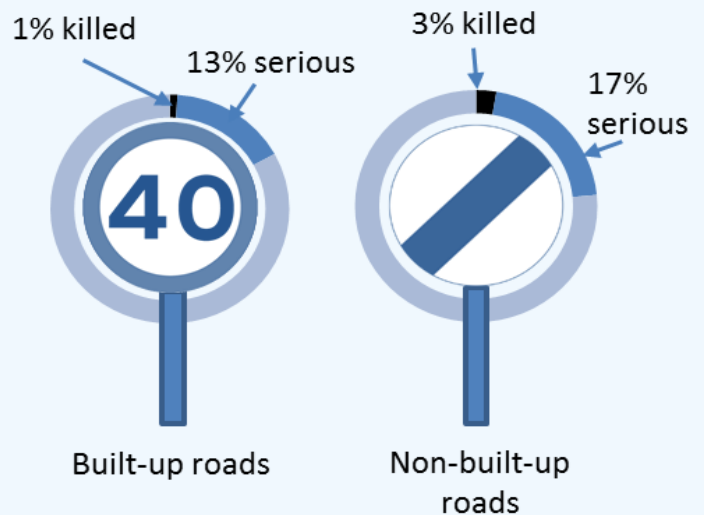 1% killed
13% serious
40
Built-up roads
3% killed
17%
serious
Non-built-up
roads